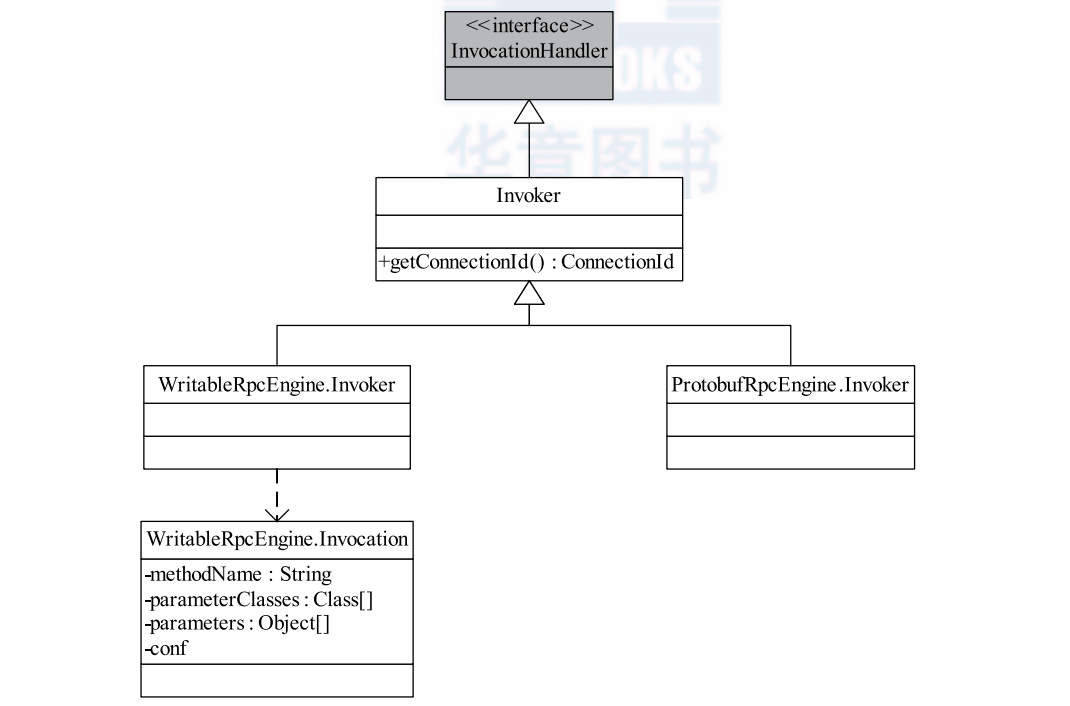 <<interface>>
InvocationHandler
OKS
华章图书
Invoker
+getConnectionId() : ConnectionId
WritableRpcEngine.Invoker
ProtobufRpcEngine.Invoker
WritableRpcEngine.Invocation
-methodName : String
-parameterClasses : Class[]
-parameters : Object[]
-conf